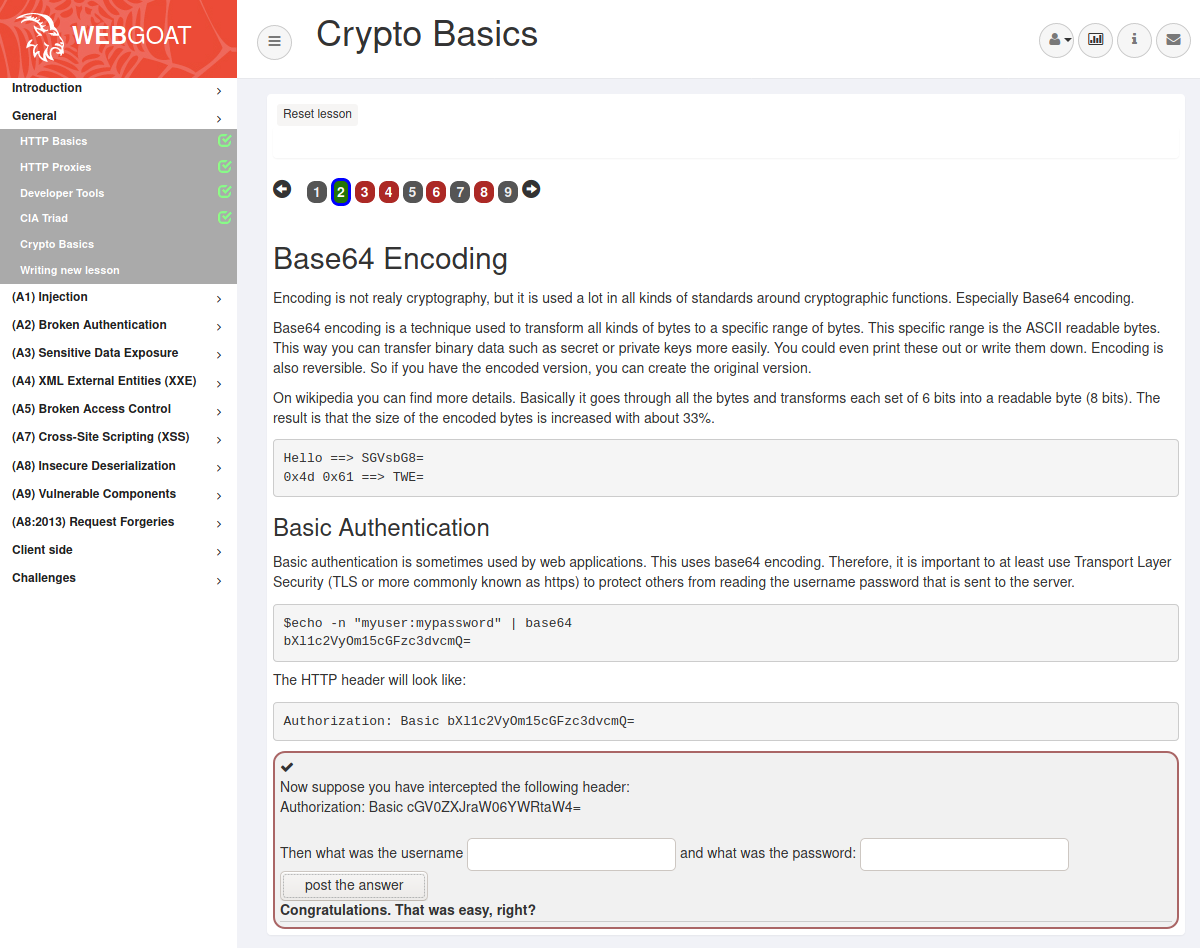 WEBGOAT
Crypto Basics
Introduction
General
HTTP Basics
HTTP Proxies
Developer Tools
CIA Triad
Crypto Basics
Writing new lesson
(A1) Injection
(A2) Broken Authentication
(A3) Sensitive Data Exposure
(A4) XML External Entities (XXE)
(A5) Broken Access Control
(A7) Cross-Site Scripting (XSS)
(A8) Insecure Deserialization
(A9) Vulnerable Components
(A8:2013) Request Forgeries
Client side
Challenges
Reset lesson
1 2 3 4 5 6 7 8 9
Base64 Encoding
Encoding is not realy cryptography, but it is used a lot in all kinds of standards around cryptographic functions. Especially Base64 encoding.
Base64 encoding is a technique used to transform all kinds of bytes to a specific range of bytes. This specific range is the ASCII readable bytes.
This way you can transfer binary data such as secret or private keys more easily. You could even print these out or write them down. Encoding is
also reversible. So if you have the encoded version, you can create the original version.
On wikipedia you can find more details. Basically it goes through all the bytes and transforms each set of 6 bits into a readable byte (8 bits). The
result is that the size of the encoded bytes is increased with about 33%.
Hello ==> SGVsbG8=
0x4d 0x61 ==> TWE=
Basic Authentication
Basic authentication is sometimes used by web applications. This uses base64 encoding. Therefore, it is important to at least use Transport Layer
Security (TLS or more commonly known as https) to protect others from reading the username password that is sent to the server.
$echo -n "myuser:mypassword" | base64
bXl1c2VyOm15cGFzc3dvcmQ=
The HTTP header will look like:
Authorization: Basic bXl1c2VyOm15cGFzc3dvcmQ=
Now suppose you have intercepted the following header:
Authorization: Basic cGV0ZXJraW06YWRtaW4=
Then what was the username and what was the password:
post the answer
Congratulations. That was easy, right?